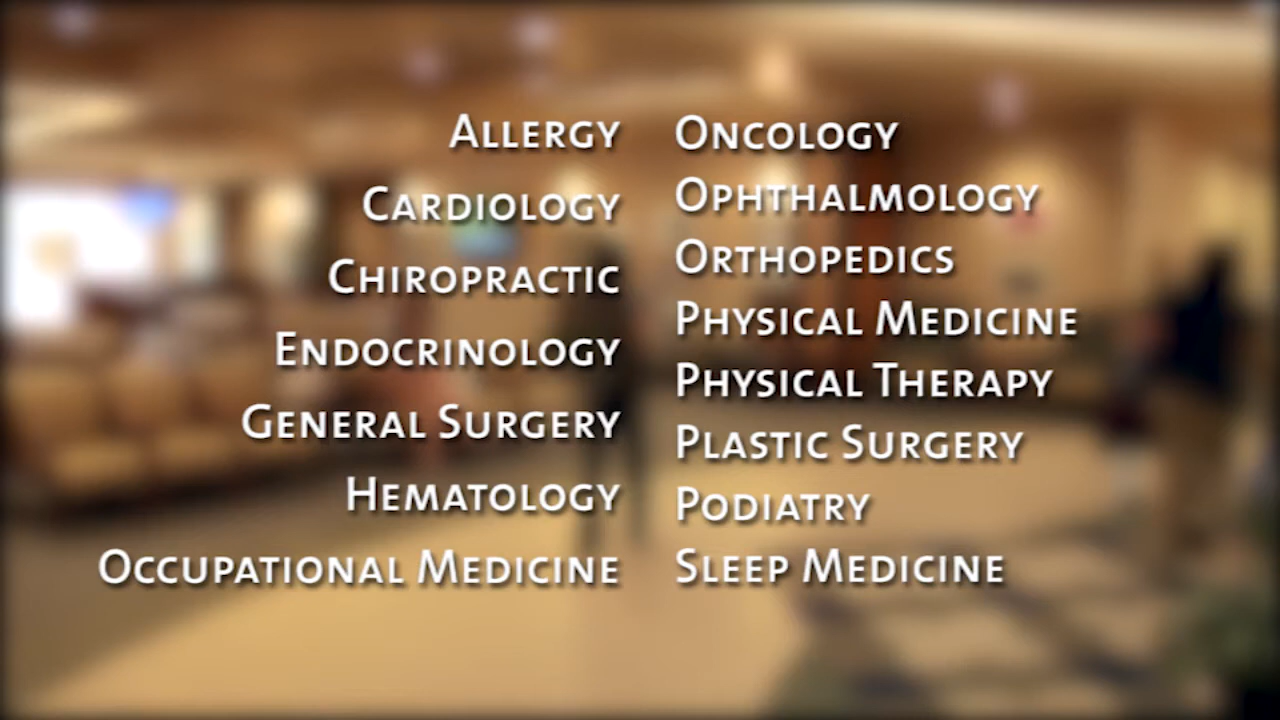 Allergy
Cardiology
Chiropractic
Endocrinology
General Surgery
Hematology
Occupational Medicine
Oncology
Ophthalmology
Orthopedics
Physical Medicine
Physical Therapy
Plastic Surgery
Podiatry
Sleep Medicine